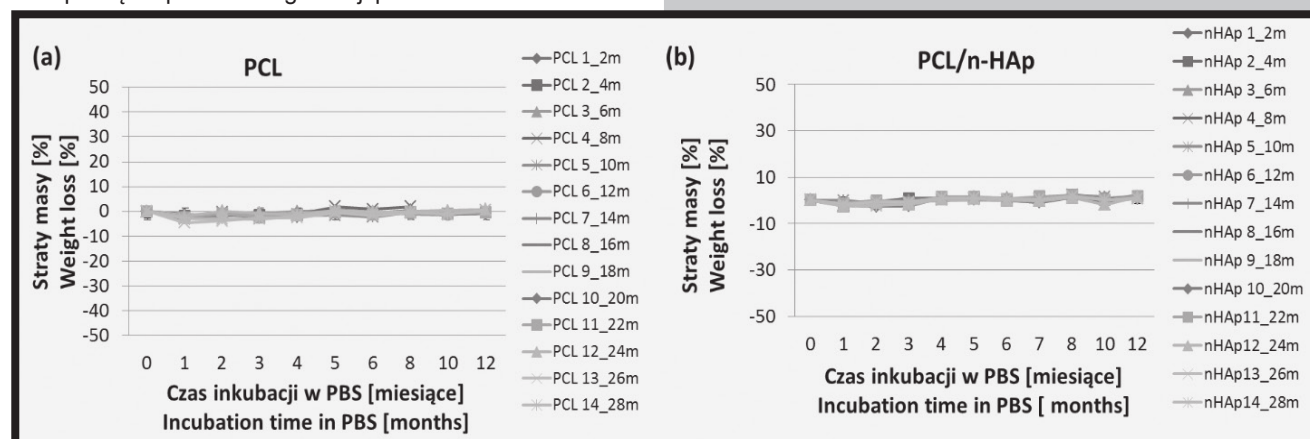 (a)
PCL
50
40
30
20
10
0
-10
-20
-30
-40
-50
Straty masy [%]
Weight loss [%]
0 1 2 3 4 5 6 8 10 12
Czas inkubacji w PBS [miesiące]
Incubation time in PBS [months]
PCL 1_2m
PCL 2_4m
PCL 3_6m
PCL 4_8m
PCL 5_10m
PCL 6_12m
PCL 7_14m
PCL 8_16m
PCL 9_18m
PCL 10_20m
PCL 11_22m
PCL 12_24m
PCL 13_26m
PCL 14_28m
(b)
PCL/n-HAp
50
30
10
-10
-30
-50
Straty masy [%]
Weight loss [%]
0 1 2 3 4 5 6 7 8 10 12
Czas inkubacji w PBS [miesiące]
Incubation time in PBS [ months]
nHAp 1_2m
nHAp 2_4m
nHAp 3_6m
nHAp 4_8m
nHAp 5_10m
nHAp 6_12m
nHAp 7_14m
nHAp 8_16m
nHAp 9_18m
nHAp 10_20m
nHAp11_22m
nHAp12_24m
nHAp13_26m
nHAp14_28m